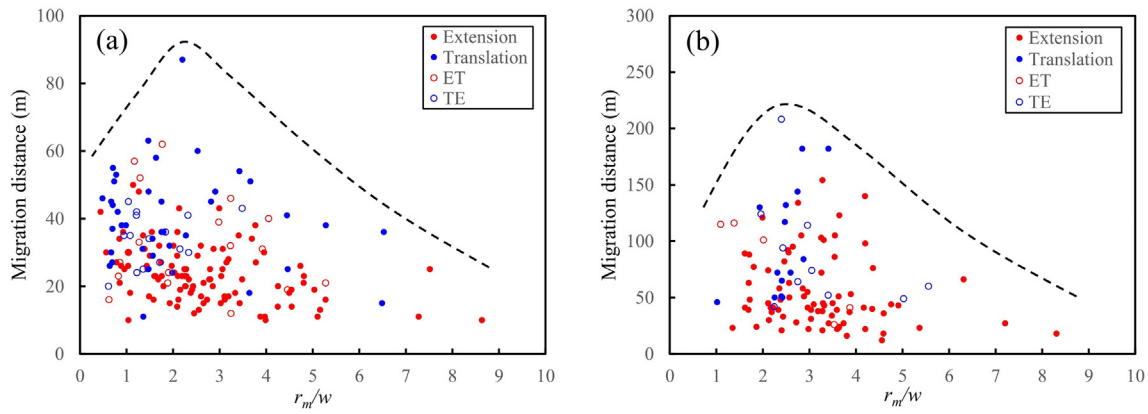 (a)
Extension
Translation
ET
TE
Migration distance (m)
100
80
60
40
20
0
0 1 2 3 4 5 6 7 8 9 10
r_m/w
(b)
Extension
Translation
ET
TE
Migration distance (m)
300
250
200
150
100
50
0
0 1 2 3 4 5 6 7 8 9 10
r_m/w